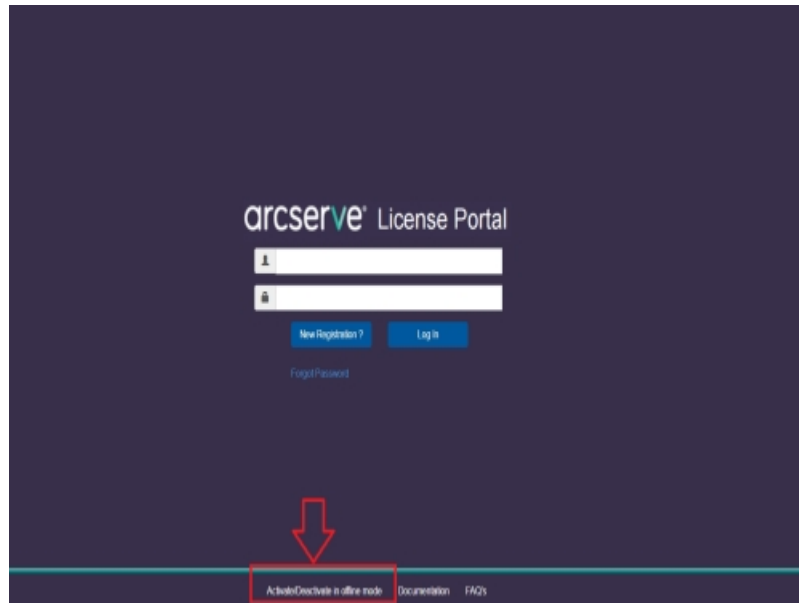 arcserve® License Portal
New Registration ? Log In
Forgot Password
Activate/Deactivate in offline mode Documentation FAQ's